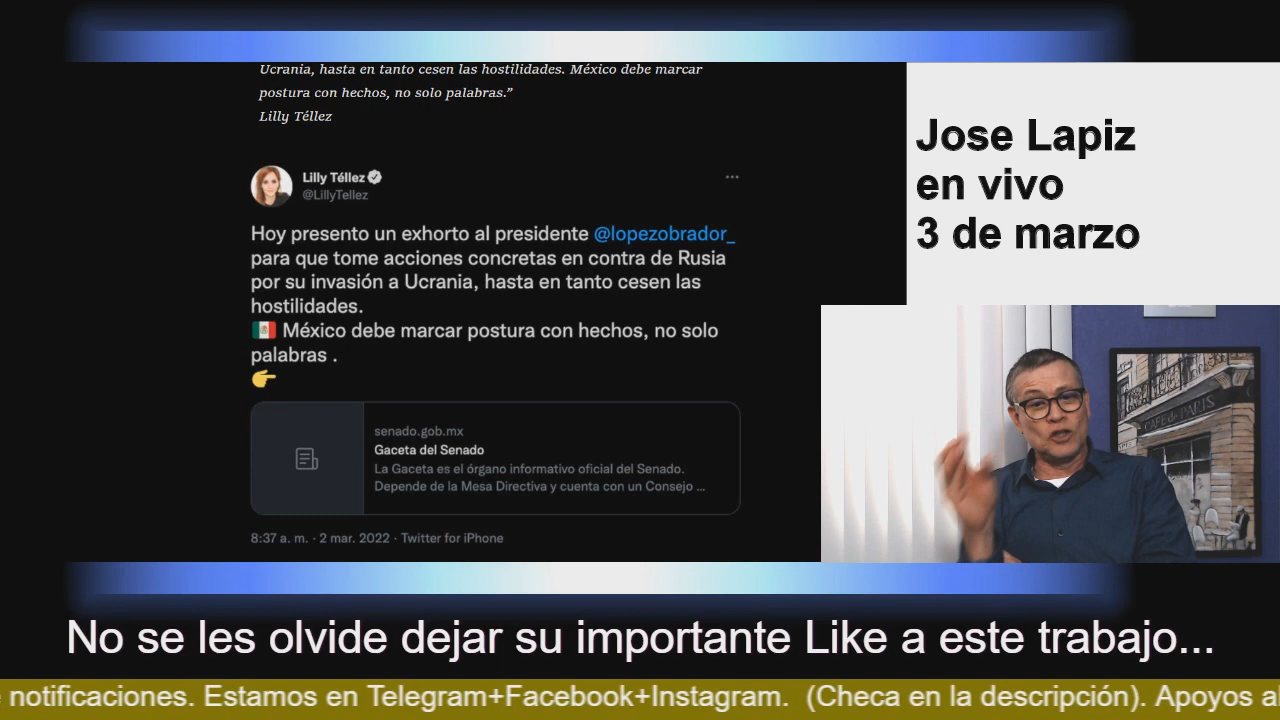 Ucrania, hasta en tanto cesen las hostilidades. México debe marcar
postura con hechos, no solo palabras.”
Lilly Téllez
Lilly Téllez
@LillyTellez
Hoy presento un exhorto al presidente @lopezobrador_
para que tome acciones concretas en contra de Rusia
por su invasión a Ucrania, hasta en tanto cesen las
hostilidades.
🇲🇽 México debe marcar postura con hechos, no solo
palabras .
👉
senado.gob.mx
Gaceta del Senado
La Gaceta es el órgano informativo oficial del Senado.
Depende de la Mesa Directiva y cuenta con un Consejo ...
8:37 a. m. · 2 mar. 2022 · Twitter for iPhone
Jose Lapiz
en vivo
3 de marzo
CAFE de PARIS
No se les olvide dejar su importante Like a este trabajo...
notificaciones. Estamos en Telegram+Facebook+Instagram. (Checa en la descripción). Apoyos